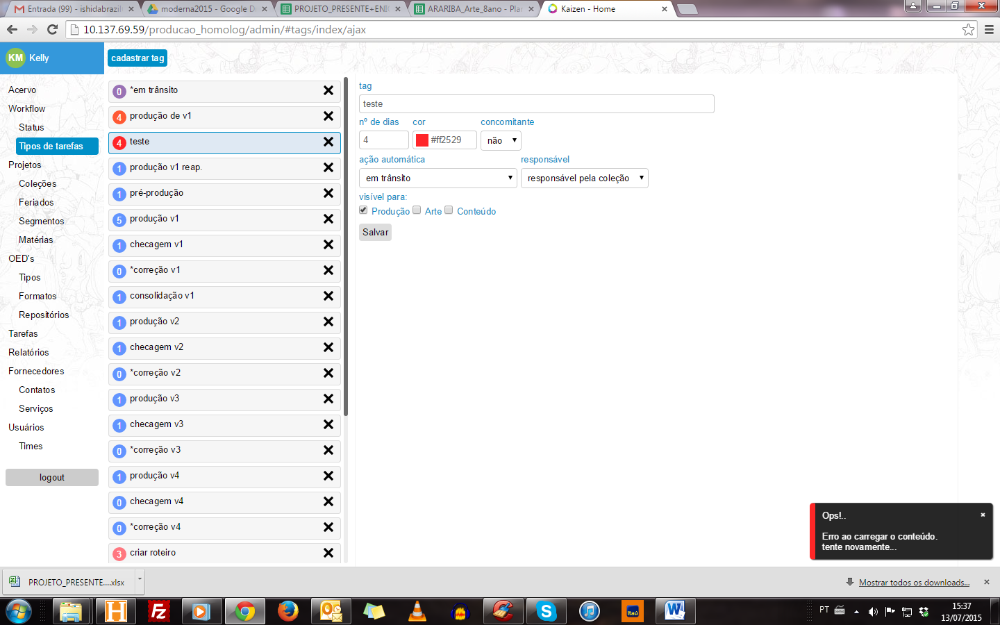 Entrada (99) - ishidabrazil
moderna2015 - Google D
PROJETO_PRESENTE+ENI
ARARIBA_Arte_8ano - Plan
Kaizen - Home
10.137.69.59/producao_homolog/admin/#tags/index/ajax
KM Kelly
cadastrar tag
Acervo
Workflow
Status
Tipos de tarefas
Projetos
Coleções
Feriados
Segmentos
Matérias
OED's
Tipos
Formatos
Repositórios
Tarefas
Relatórios
Fornecedores
Contatos
Serviços
Usuários
Times
logout
0 *em trânsito
4 produção de v1
4 teste
1 produção v1 reap.
1 pré-produção
5 produção v1
1 checagem v1
0 *correção v1
1 consolidação v1
1 produção v2
1 checagem v2
0 *correção v2
1 produção v3
1 checagem v3
0 *correção v3
1 produção v4
0 checagem v4
0 *correção v4
3 criar roteiro
tag
teste
nº de dias cor concomitante
4 #ff2529 não
ação automática responsável
em trânsito responsável pela coleção
visível para:
Produção Arte Conteúdo
Salvar
Ops!..
Erro ao carregar o conteúdo.
tente novamente...
PROJETO_PRESENTE....xlsx
Mostrar todos os downloads...
Itaú
PT
15:37
13/07/2015